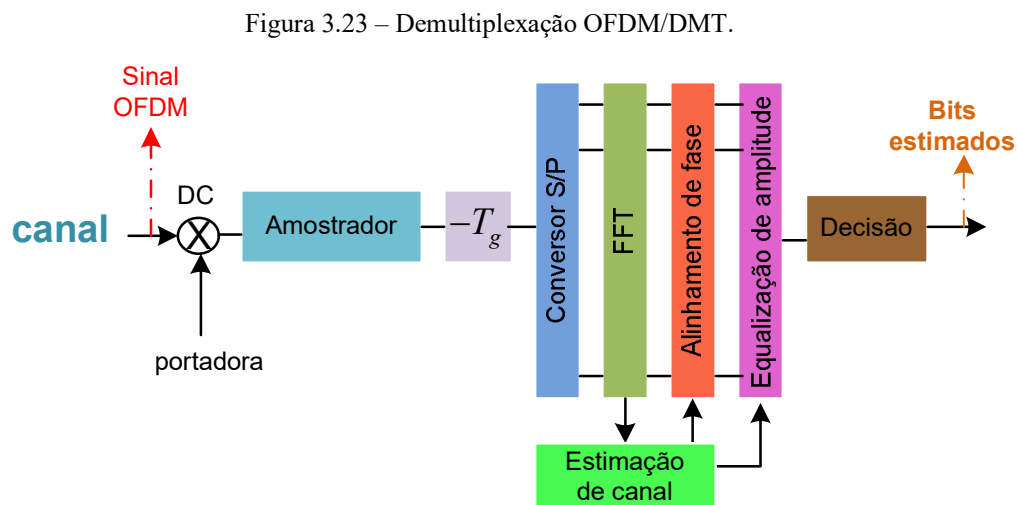 Figura 3.23 – Demultiplexação OFDM/DMT.
Sinal
OFDM
DC
canal
portadora
Amostrador
−T_g
Conversor S/P
FFT
Alinhamento de fase
Equalização de amplitude
Estimação
de canal
Decisão
Bits
estimados